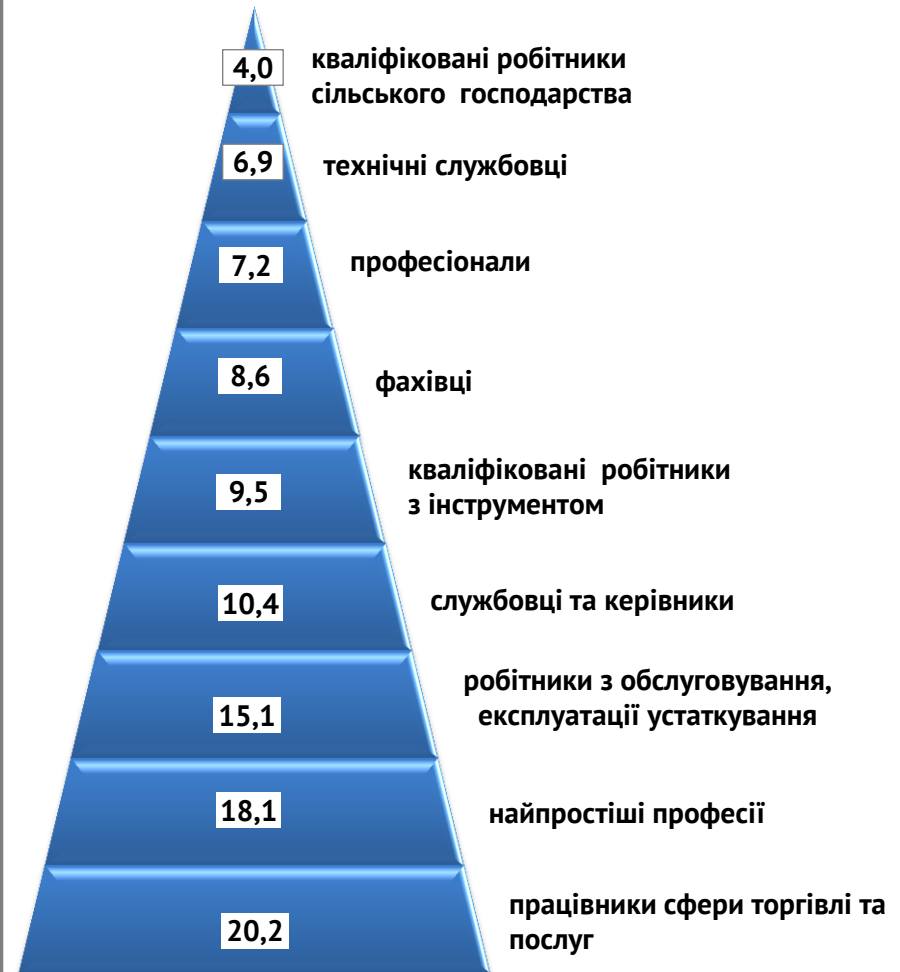 4,0
кваліфіковані робітники
сільського господарства
6,9
технічні службовці
7,2
професіонали
8,6
фахівці
9,5
кваліфіковані робітники
з інструментом
10,4
службовці та керівники
15,1
робітники з обслуговування,
експлуатації устаткування
18,1
найпростіші професії
20,2
працівники сфери торгівлі та
послуг